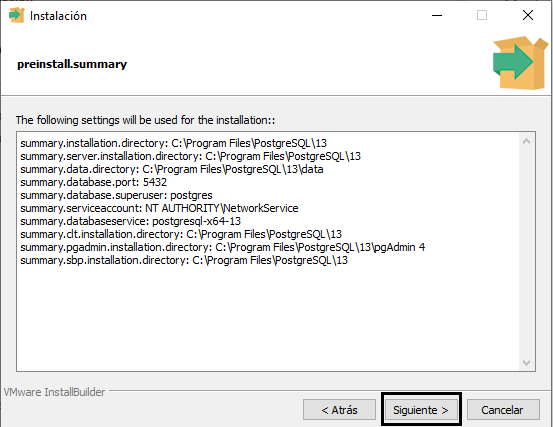 Instalación
preinstall.summary
The following settings will be used for the installation::
summary.installation.directory: C:\Program Files\PostgreSQL\13
summary.server.installation.directory: C:\Program Files\PostgreSQL\13
summary.data.directory: C:\Program Files\PostgreSQL\13\data
summary.database.port: 5432
summary.database.superuser: postgres
summary.serviceaccount: NT AUTHORITY\NetworkService
summary.databaseservice: postgresql-x64-13
summary.clt.installation.directory: C:\Program Files\PostgreSQL\13
summary.pgadmin.installation.directory: C:\Program Files\PostgreSQL\13\pgAdmin 4
summary.sbp.installation.directory: C:\Program Files\PostgreSQL\13
VMware InstallBuilder
< Atrás
Siguiente >
Cancelar